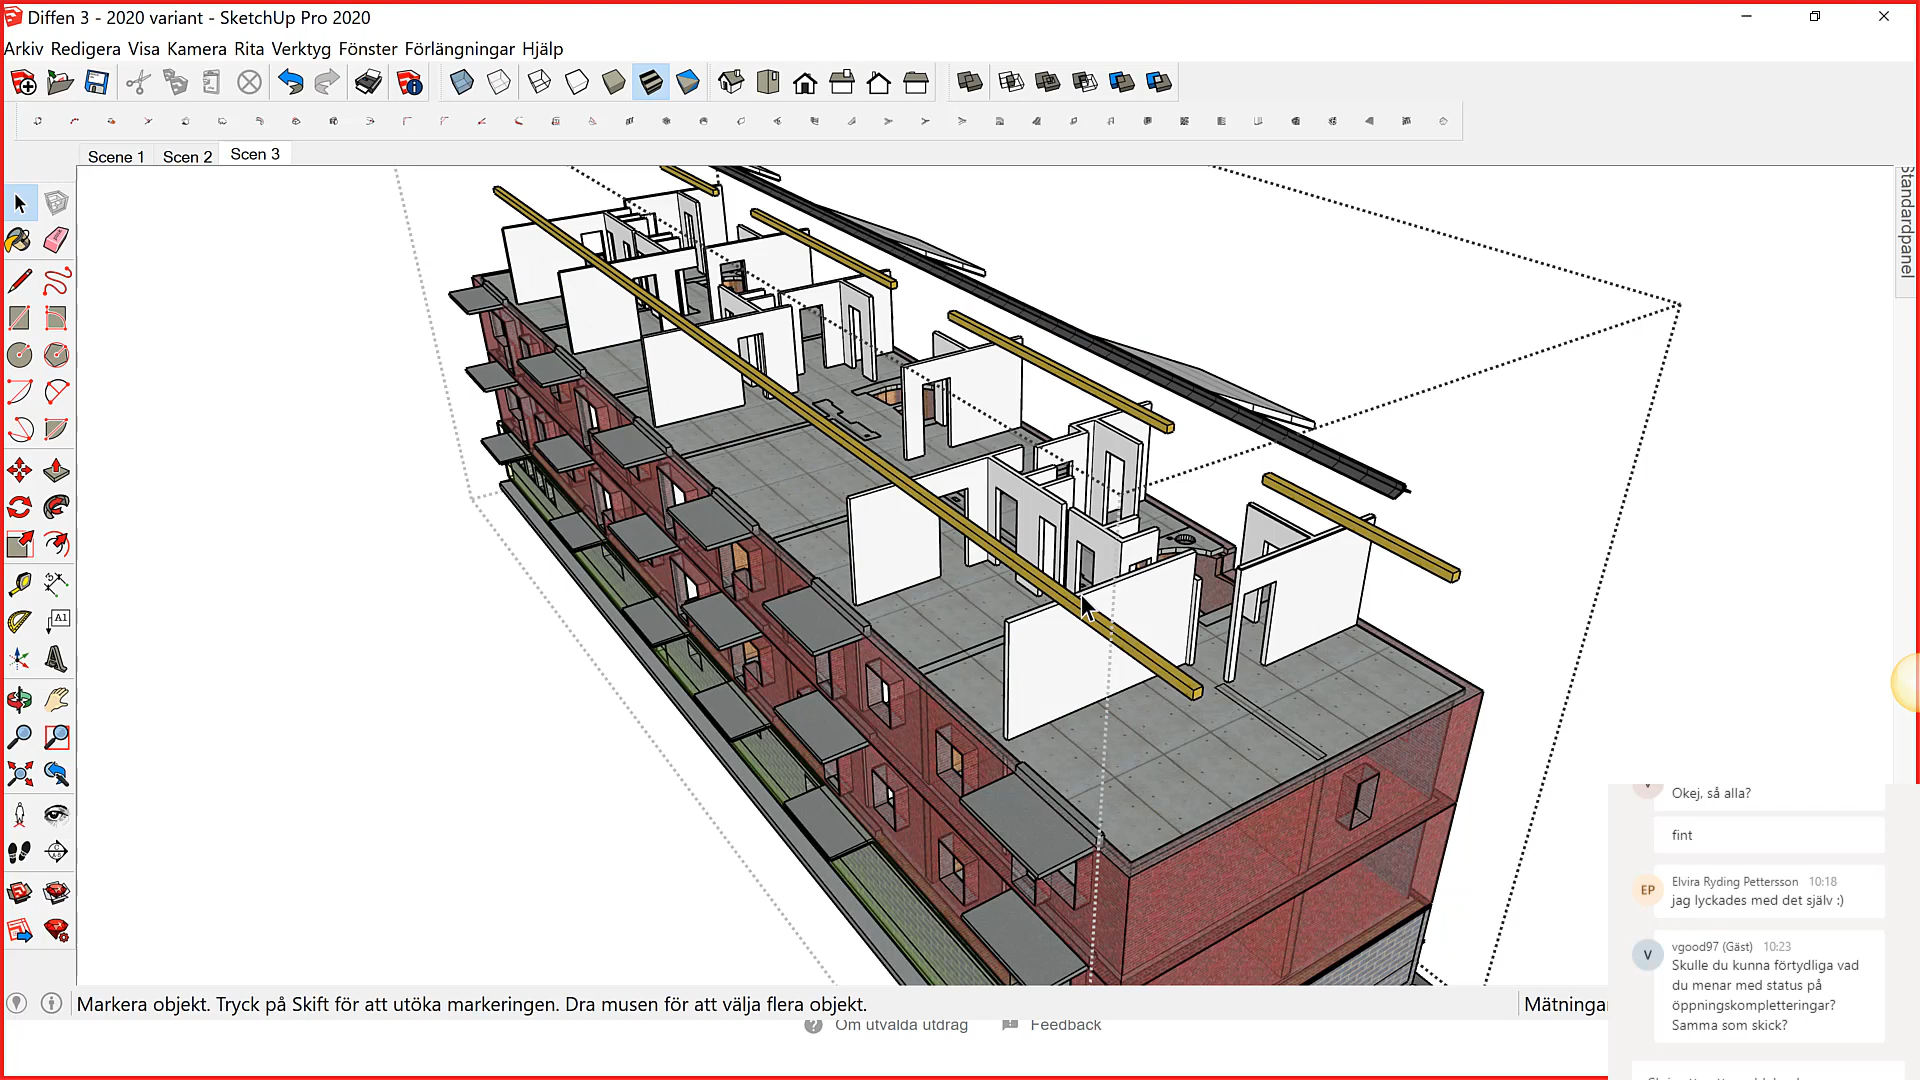 Diffen 3 - 2020 variant - SketchUp Pro 2020
Arkiv Redigera Visa Kamera Rita Verktyg Fönster Förlängningar Hjälp
Scene 1 Scen 2 Scen 3
Standardpanel
A1
Okej, så alla?
fint
EP
Elvira Ryding Pettersson 10:18
jag lyckades med det själv :)
V
vgood97 (Gäst) 10:23
Skulle du kunna förtydliga vad
du menar med status på
öppningskompletteringar?
Samma som skick?
Markera objekt. Tryck på Skift för att utöka markeringen. Dra musen för att välja flera objekt.
Mätningar
Om utvalda utdrag Feedback